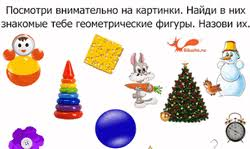 Посмотри внимательно на картинки. Найди в них
знакомые тебе геометрические фигуры. Назови их.